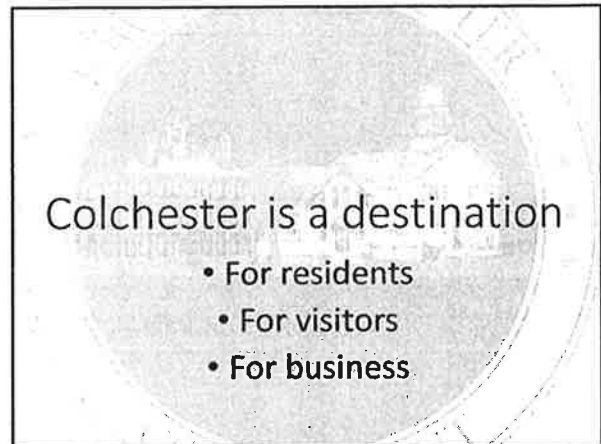 Colchester is a destination
• For residents
• For visitors
• For business